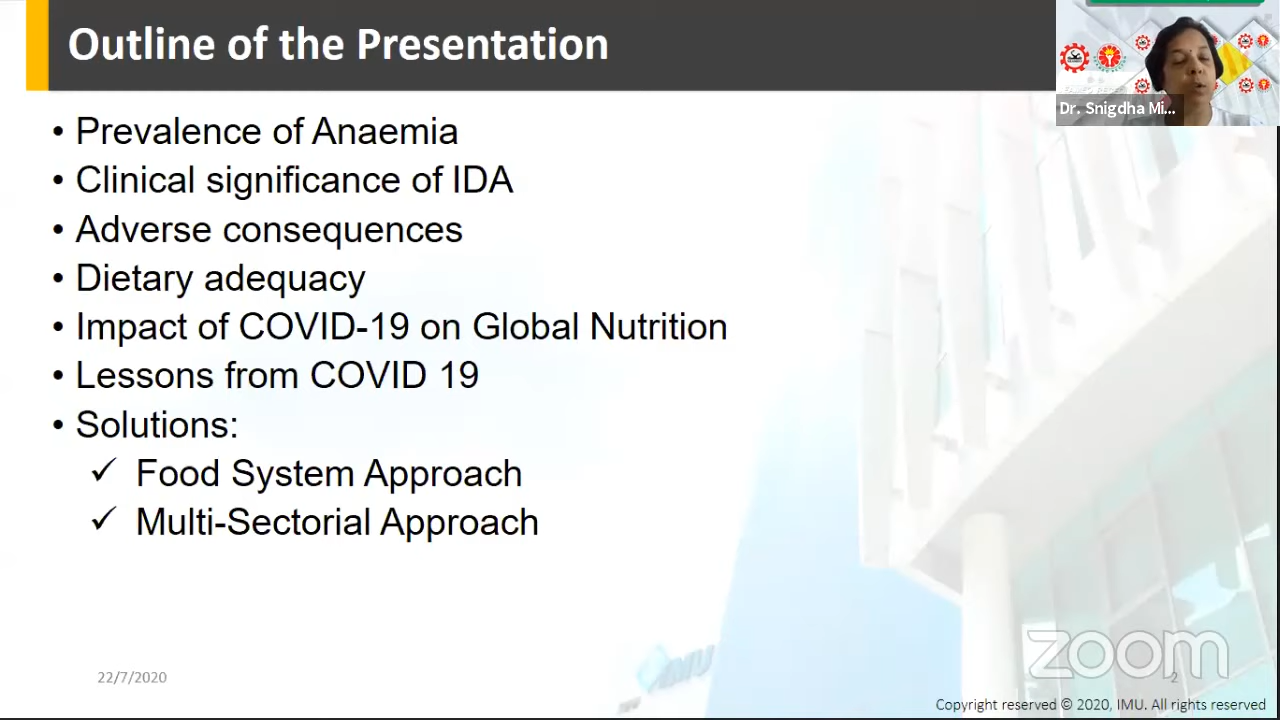 Outline of the Presentation
Dr. Snigdha Mi...
• Prevalence of Anaemia
• Clinical significance of IDA
• Adverse consequences
• Dietary adequacy
• Impact of COVID-19 on Global Nutrition
• Lessons from COVID 19
• Solutions:
✓ Food System Approach
✓ Multi-Sectorial Approach
IMU
zoom
22/7/2020
2
Copyright reserved © 2020, IMU. All rights reserved